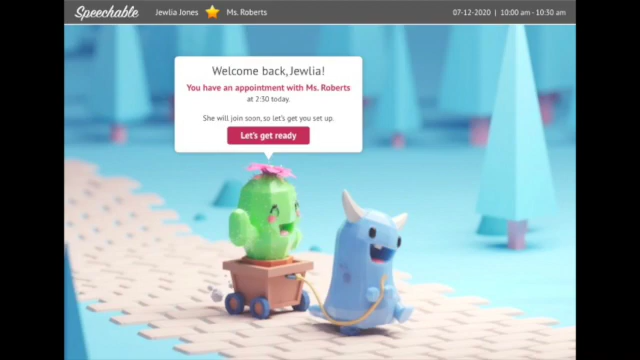 Speechable Jewlia Jones Ms. Roberts 07-12-2020 | 10:00 am - 10:30 am
Welcome back, Jewlia!
You have an appointment with Ms. Roberts
at 2:30 today.
She will join soon, so let's get you set up.
Let's get ready